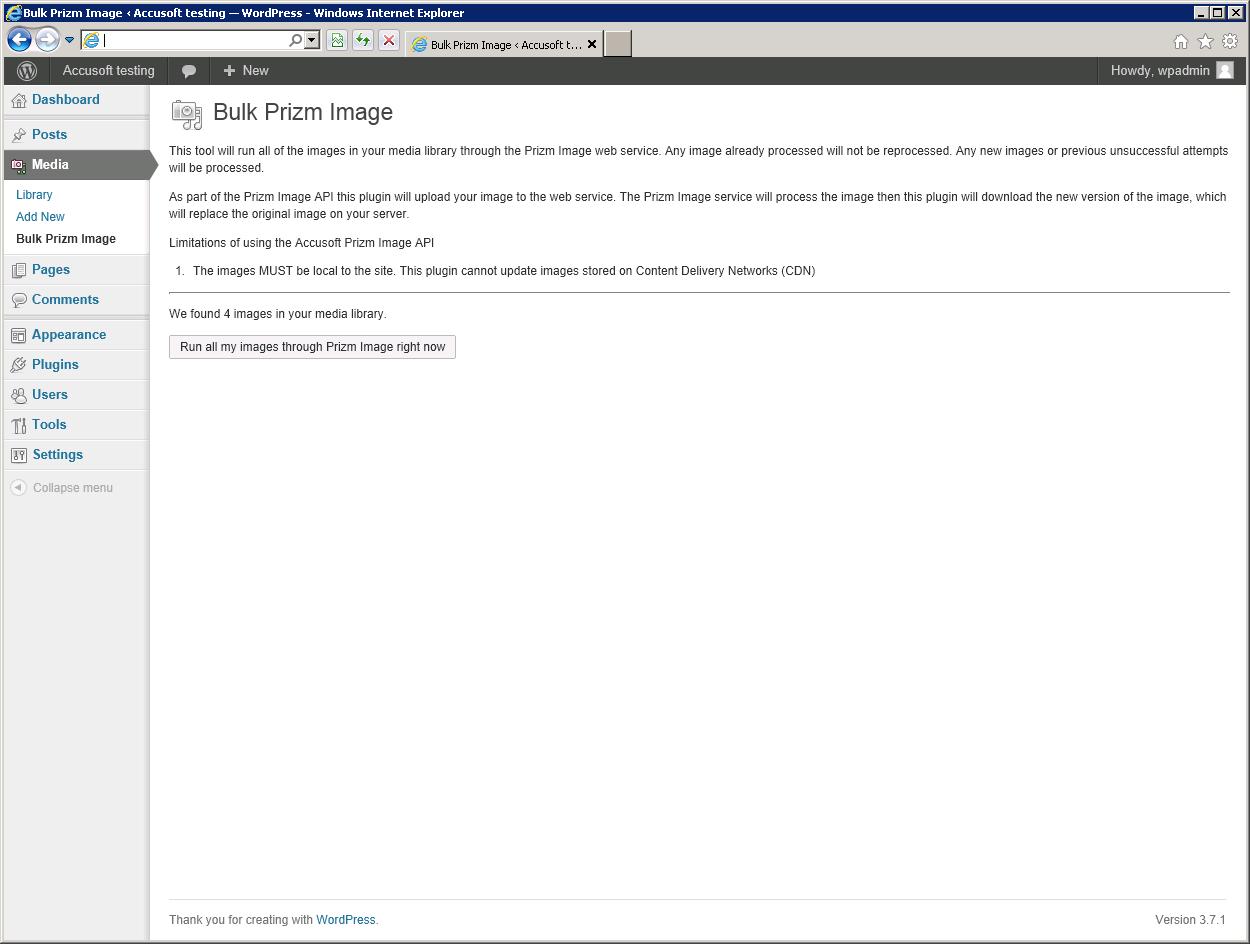 Bulk Prizm Image ‹ Accusoft testing — WordPress - Windows Internet Explorer
Bulk Prizm Image ‹ Accusoft t...
Accusoft testing
New
Howdy, wpadmin
Dashboard
Posts
Media
Library
Add New
Bulk Prizm Image
Pages
Comments
Appearance
Plugins
Users
Tools
Settings
Collapse menu
Bulk Prizm Image
This tool will run all of the images in your media library through the Prizm Image web service. Any image already processed will not be reprocessed. Any new images or previous unsuccessful attempts
will be processed.
As part of the Prizm Image API this plugin will upload your image to the web service. The Prizm Image service will process the image then this plugin will download the new version of the image, which
will replace the original image on your server.
Limitations of using the Accusoft Prizm Image API
1. The images MUST be local to the site. This plugin cannot update images stored on Content Delivery Networks (CDN)
We found 4 images in your media library.
Run all my images through Prizm Image right now
Thank you for creating with WordPress.
Version 3.7.1